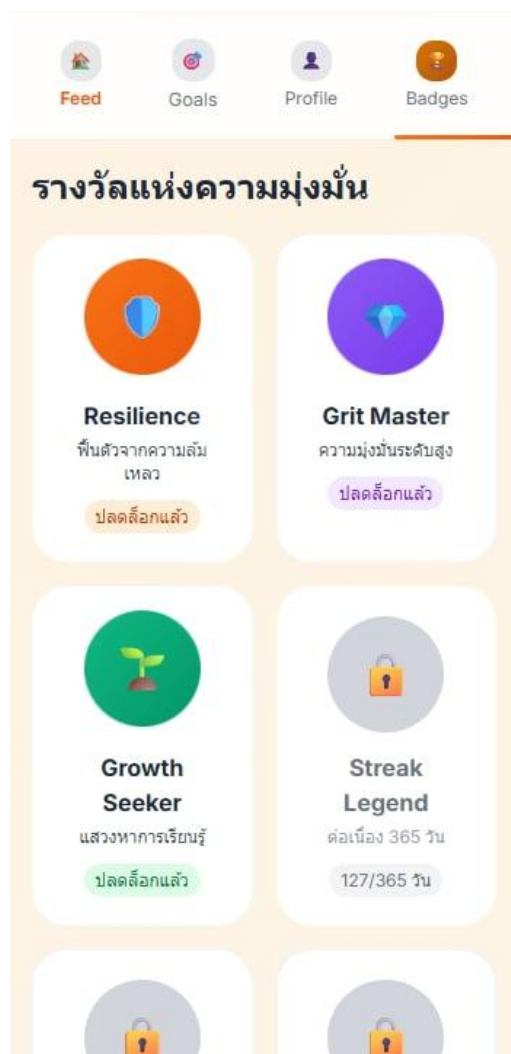 Feed
Goals
Profile
Badges
รางวัลแห่งความมุ่งมั่น
Resilience
ฟื้นตัวจากความล้ม
เหลว
ปลดล็อกแล้ว
Grit Master
ความมุ่งมั่นระดับสูง
ปลดล็อกแล้ว
Growth
Seeker
แสวงหาการเรียนรู้
ปลดล็อกแล้ว
Streak
Legend
ต่อเนื่อง 365 วัน
127/365 วัน